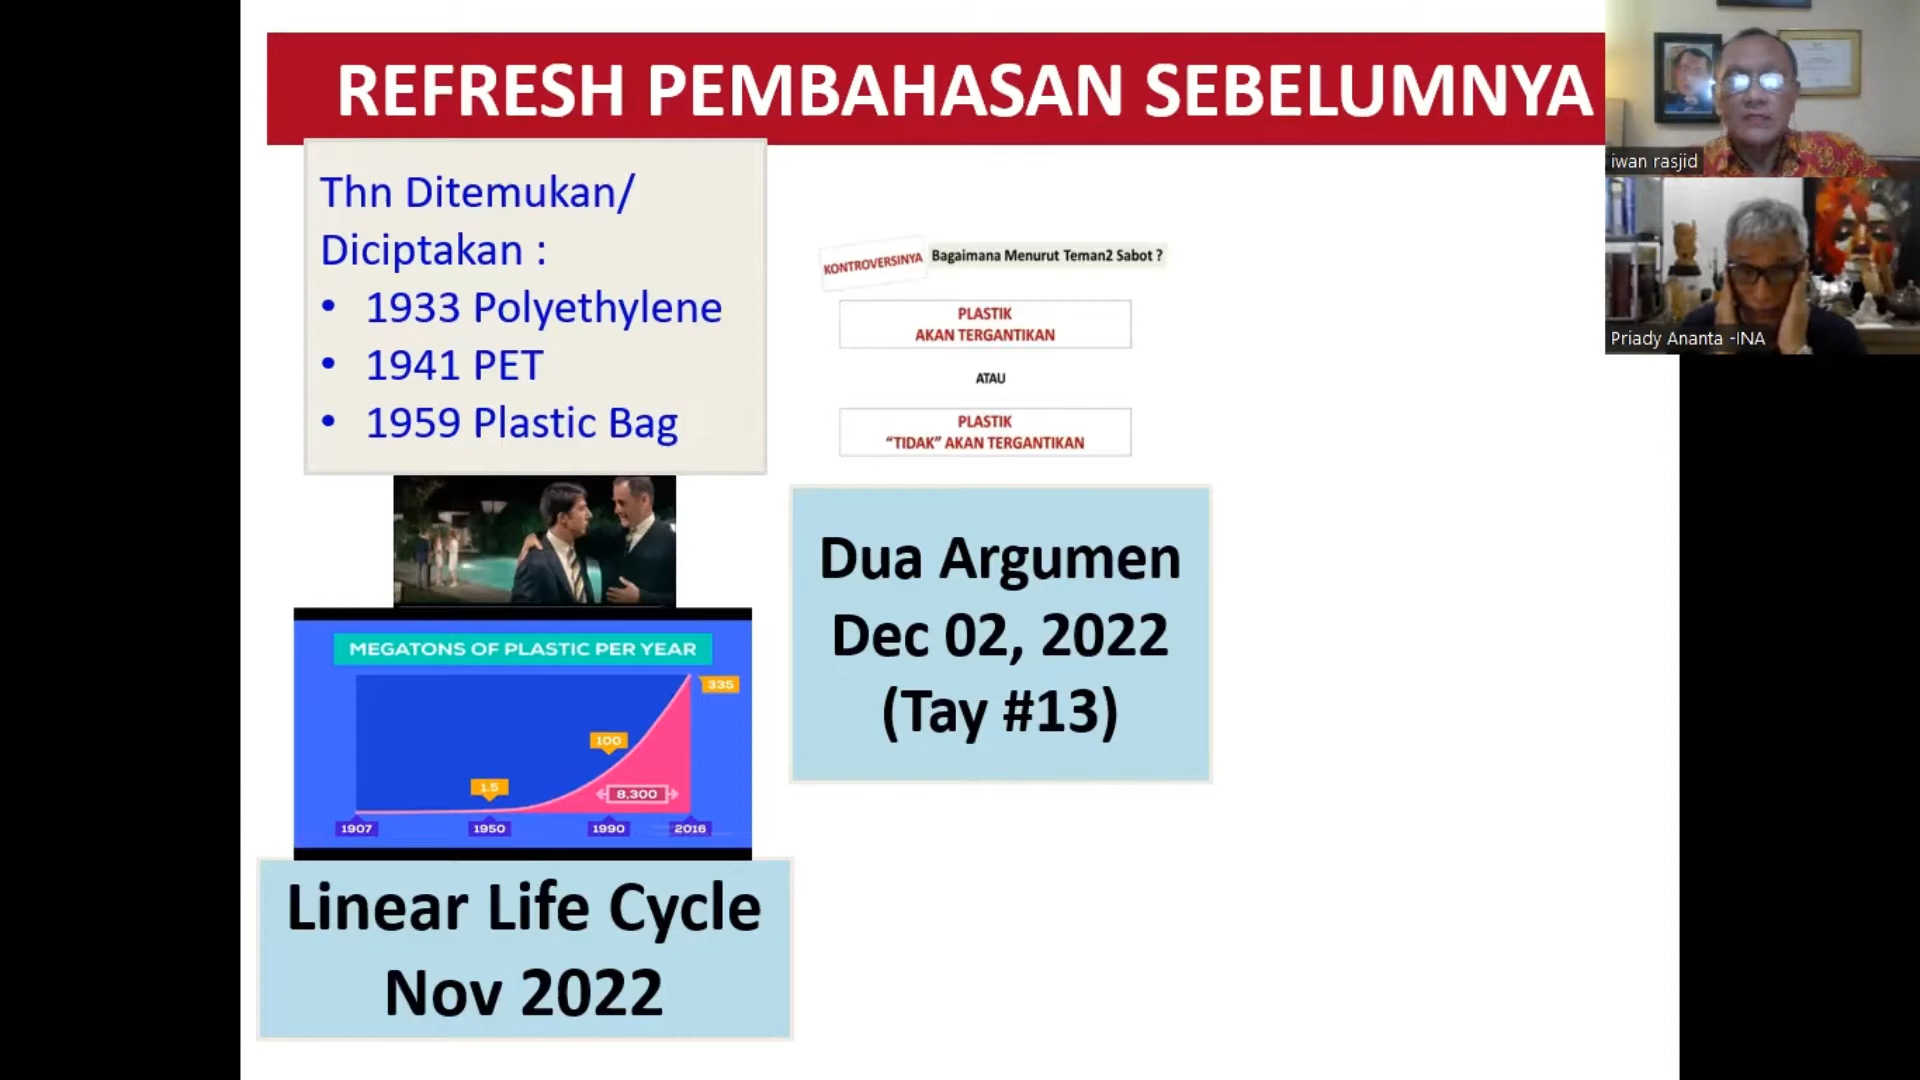 REFRESH PEMBAHASAN SEBELUMNYA
Thn Ditemukan/
Diciptakan :
• 1933 Polyethylene
• 1941 PET
• 1959 Plastic Bag
MEGATONS OF PLASTIC PER YEAR
335
100
1.5
8,300
1907 1950 1990 2016
Linear Life Cycle
Nov 2022
KONTROVERSINYA
Bagaimana Menurut Teman2 Sabot ?
PLASTIK
AKAN TERGANTIKAN
ATAU
PLASTIK
“TIDAK” AKAN TERGANTIKAN
Dua Argumen
Dec 02, 2022
(Tay #13)
iwan rasjid
Priady Ananta -INA